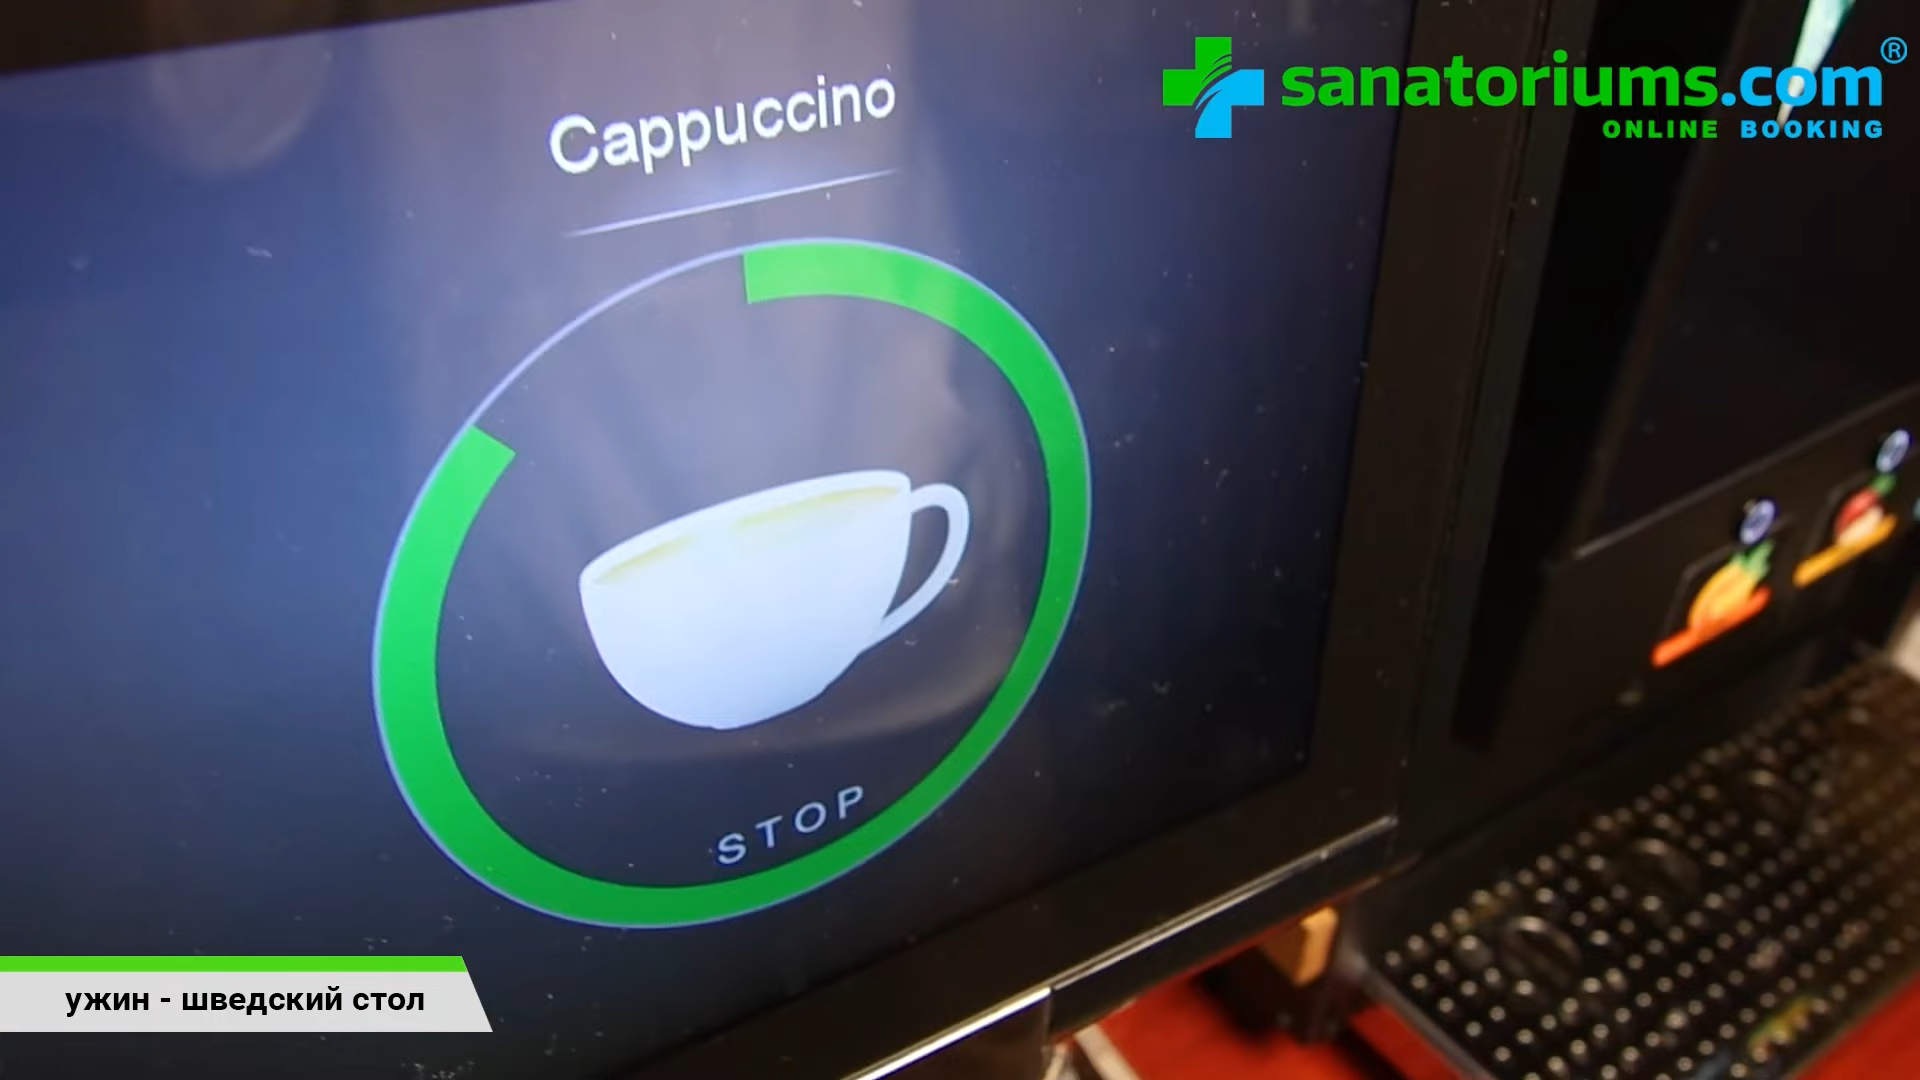 Cappuccino
sanatoriums.com®
ONLINE BOOKING
STOP
ужин - шведский стол